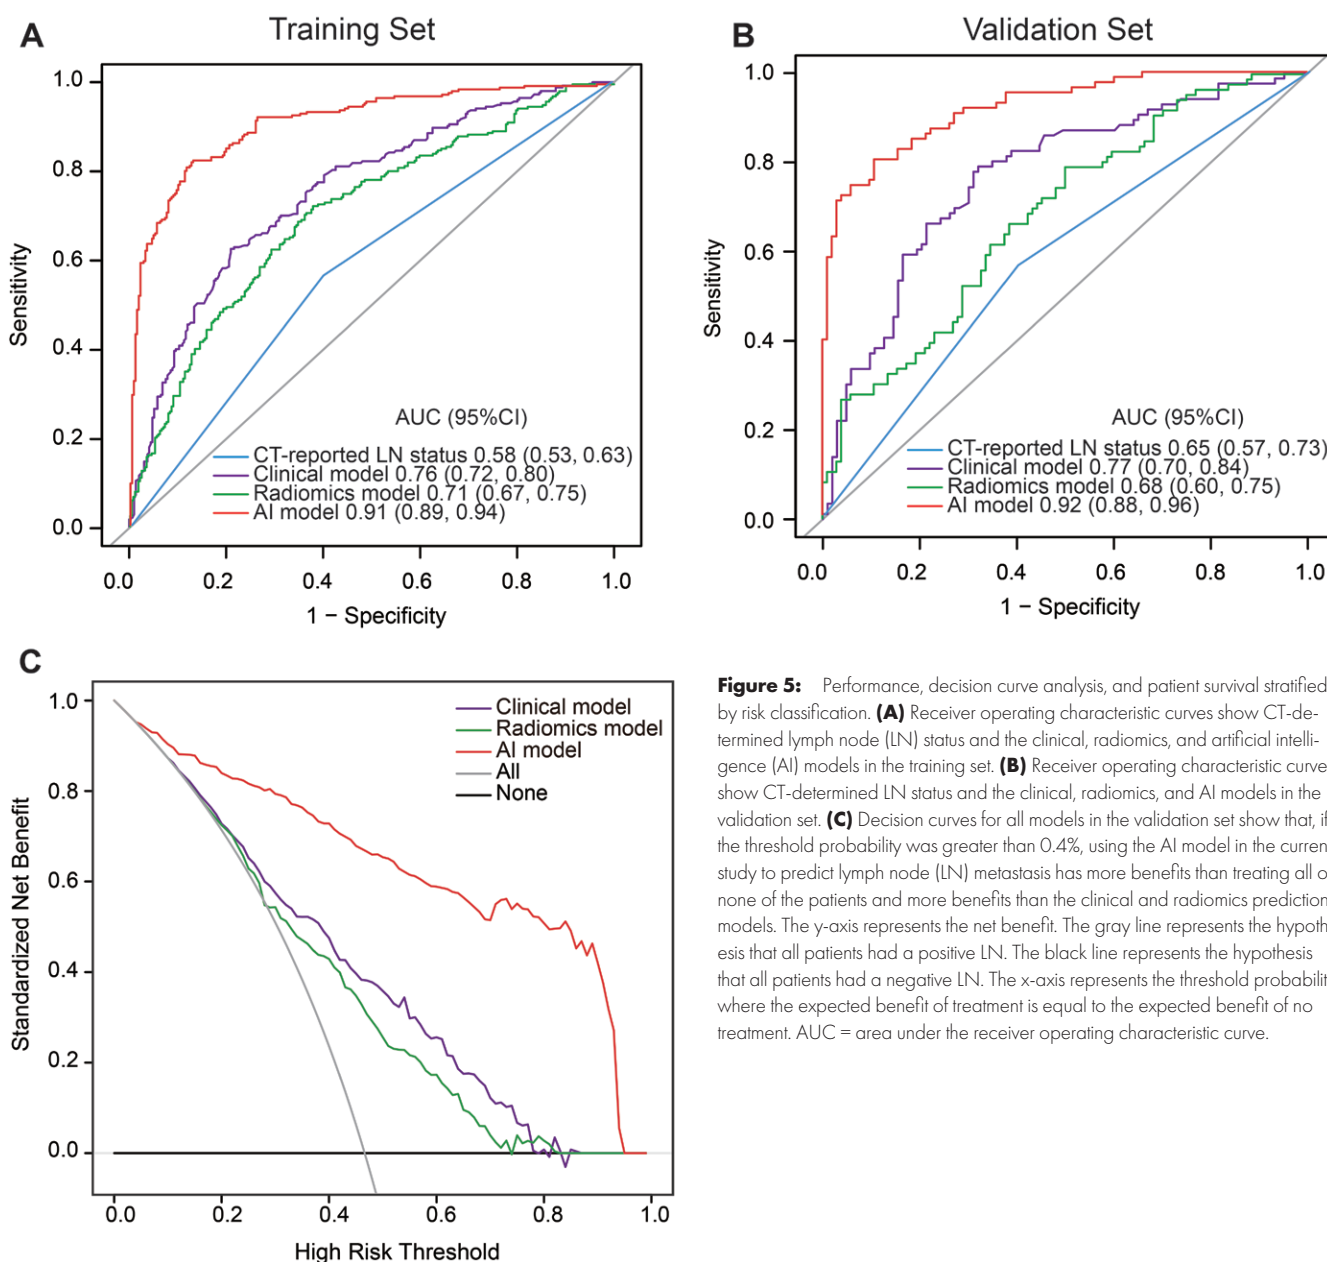 A
Training Set
1.0
0.8
0.6
0.4
0.2
0.0
Sensitivity
AUC (95%CI)
CT-reported LN status 0.58 (0.53, 0.63)
Clinical model 0.76 (0.72, 0.80)
Radiomics model 0.71 (0.67, 0.75)
AI model 0.91 (0.89, 0.94)
0.0 0.2 0.4 0.6 0.8 1.0
1 − Specificity
B
Validation Set
1.0
0.8
0.6
0.4
0.2
0.0
Sensitivity
AUC (95%CI)
CT-reported LN status 0.65 (0.57, 0.73)
Clinical model 0.77 (0.70, 0.84)
Radiomics model 0.68 (0.60, 0.75)
AI model 0.92 (0.88, 0.96)
0.0 0.2 0.4 0.6 0.8 1.0
1 − Specificity
C
1.0
0.8
0.6
0.4
0.2
0.0
Standardized Net Benefit
Clinical model
Radiomics model
AI model
All
None
0.0 0.2 0.4 0.6 0.8 1.0
High Risk Threshold
Figure 5: Performance, decision curve analysis, and patient survival stratified
by risk classification. (A) Receiver operating characteristic curves show CT-de-
termined lymph node (LN) status and the clinical, radiomics, and artificial intelli-
gence (AI) models in the training set. (B) Receiver operating characteristic curve
show CT-determined LN status and the clinical, radiomics, and AI models in the
validation set. (C) Decision curves for all models in the validation set show that, if
the threshold probability was greater than 0.4%, using the AI model in the curren
study to predict lymph node (LN) metastasis has more benefits than treating all o
none of the patients and more benefits than the clinical and radiomics prediction
models. The y-axis represents the net benefit. The gray line represents the hypoth
esis that all patients had a positive LN. The black line represents the hypothesis
that all patients had a negative LN. The x-axis represents the threshold probabilit
where the expected benefit of treatment is equal to the expected benefit of no
treatment. AUC = area under the receiver operating characteristic curve.